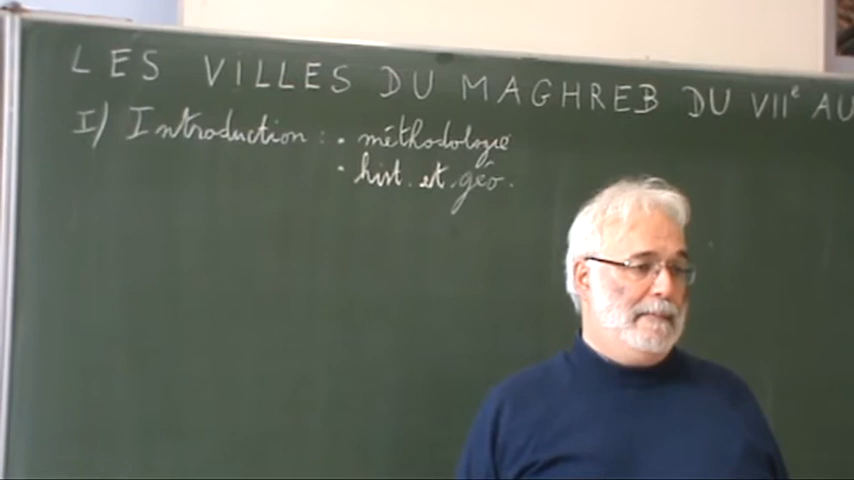 LES VILLES DU MAGHREB DU VIIe AU
I) Introduction : • méthodologie
• hist. et géo.